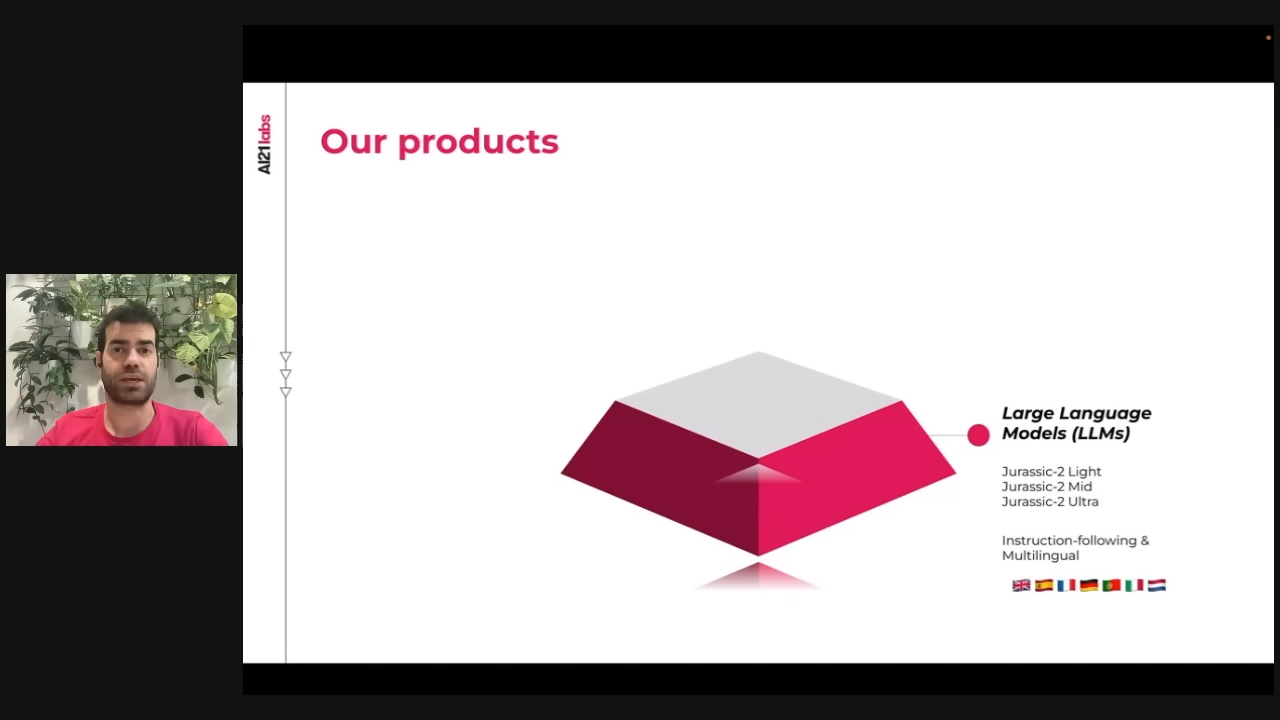 AI21labs
Our products
Large Language
Models (LLMs)
Jurassic-2 Light
Jurassic-2 Mid
Jurassic-2 Ultra
Instruction-following &
Multilingual